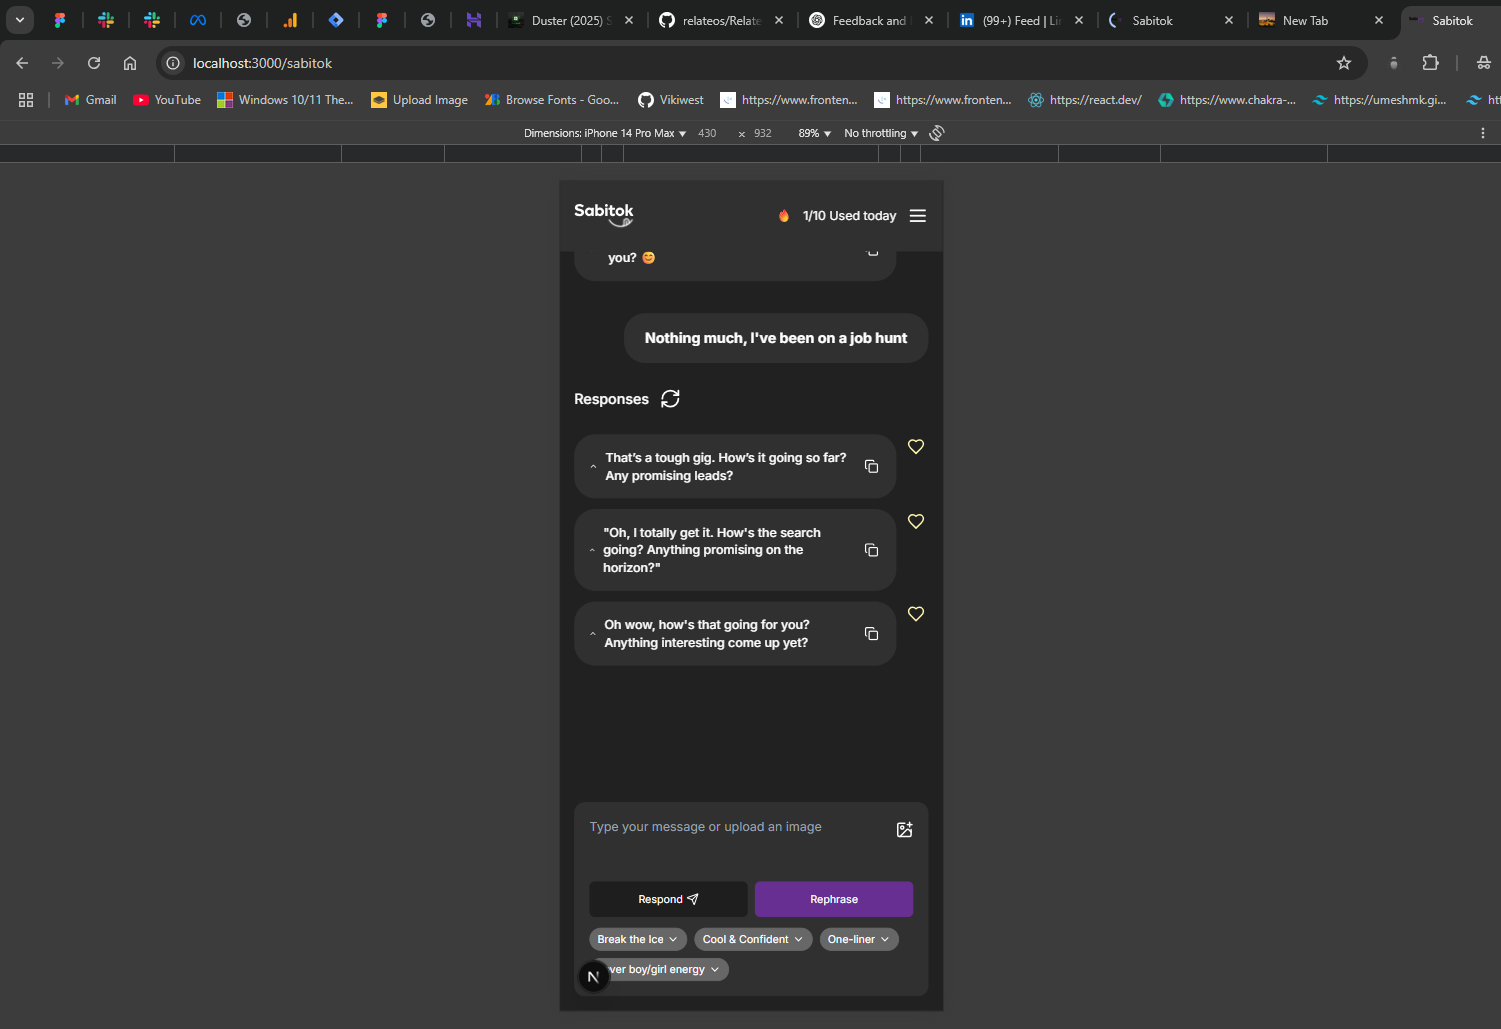 Duster (2025) S
relateos/Relate
Feedback and
(99+) Feed | Li
Sabitok
New Tab
Sabitok
localhost:3000/sabitok
Gmail
YouTube
Windows 10/11 The...
Upload Image
Browse Fonts - Goo...
Vikiwest
https://www.fronten...
https://www.fronten...
https://react.dev/
https://www.chakra-...
https://umeshmk.gi...
Dimensions: iPhone 14 Pro Max
430
×
932
89%
No throttling
Sabitok
1/10 Used today
you? 😊
Nothing much, I've been on a job hunt
Responses
That's a tough gig. How's it going so far?
Any promising leads?
"Oh, I totally get it. How's the search
going? Anything promising on the
horizon?"
Oh wow, how's that going for you?
Anything interesting come up yet?
Type your message or upload an image
Respond
Rephrase
Break the Ice
Cool & Confident
One-liner
ver boy/girl energy
N